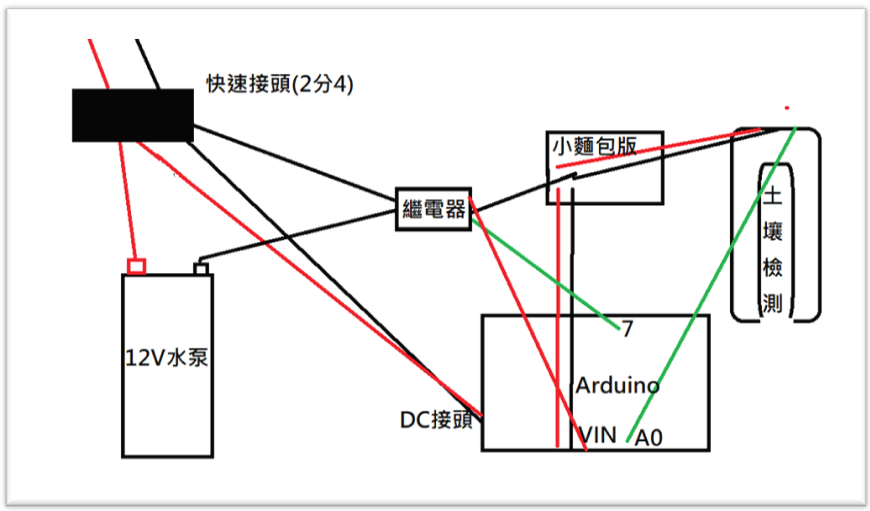 快速接頭(2分4)
小麵包版
繼電器
土
壤
檢
測
7
12V水泵
Arduino
DC接頭
VIN
A0